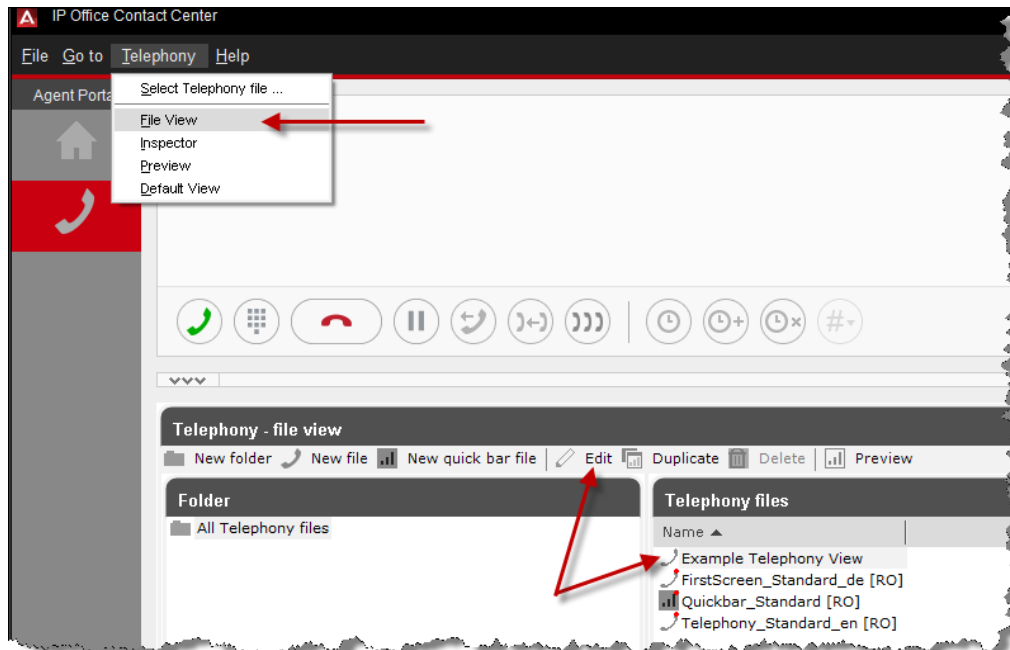 IP Office Contact Center
File Go to Telephony Help
Agent Porta
Select Telephony file ...
File View
Inspector
Preview
Default View
Telephony - file view
New folder New file New quick bar file Edit Duplicate Delete Preview
Folder
All Telephony files
Telephony files
Name
Example Telephony View
FirstScreen_Standard_de [RO]
Quickbar_Standard [RO]
Telephony_Standard_en [RO]